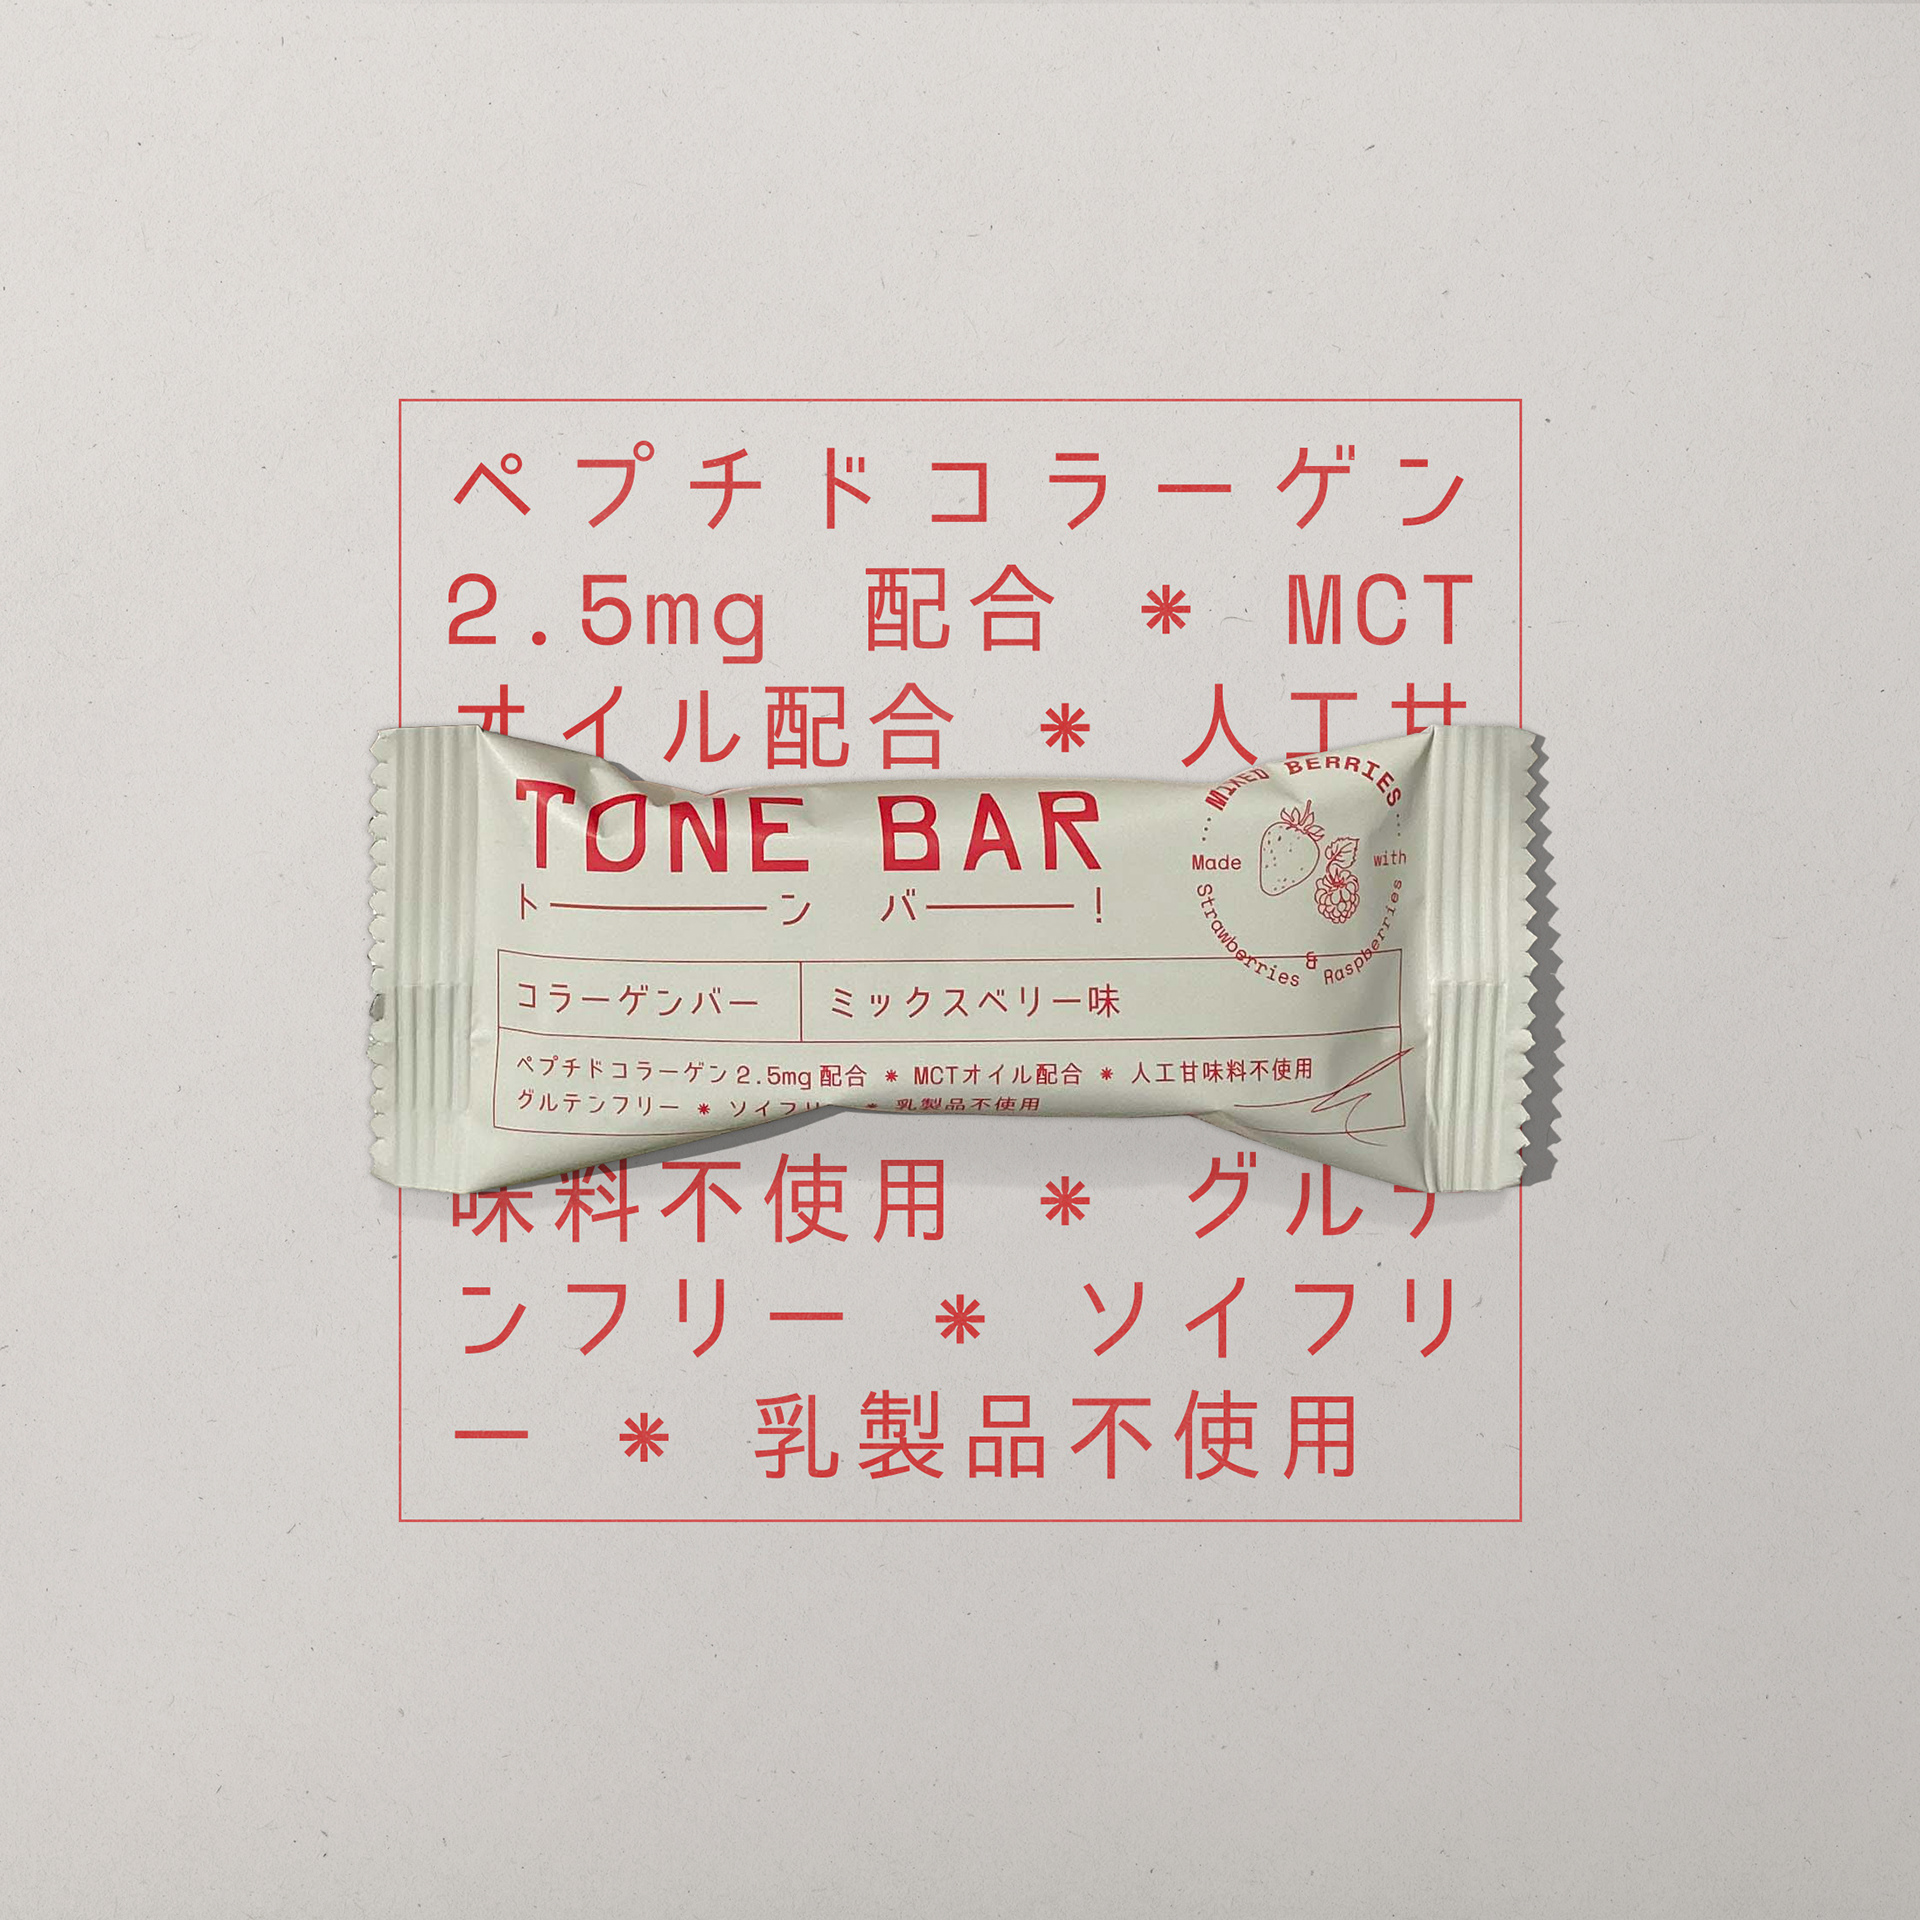 ペプチドコラーゲン
2.5mg 配合 * MCT
オイル配合 * 人工甘
TONE BAR
トーン バー!
MIXED BERRIES
Made with
Strawberries & Raspberries
コラーゲンバー ミックスベリー味
ペプチドコラーゲン 2.5mg 配合 * MCTオイル配合 * 人工甘味料不使用
グルテンフリー * ソイフリー * 乳製品不使用
味料不使用 * グルテ
ンフリー * ソイフリ
ー * 乳製品不使用